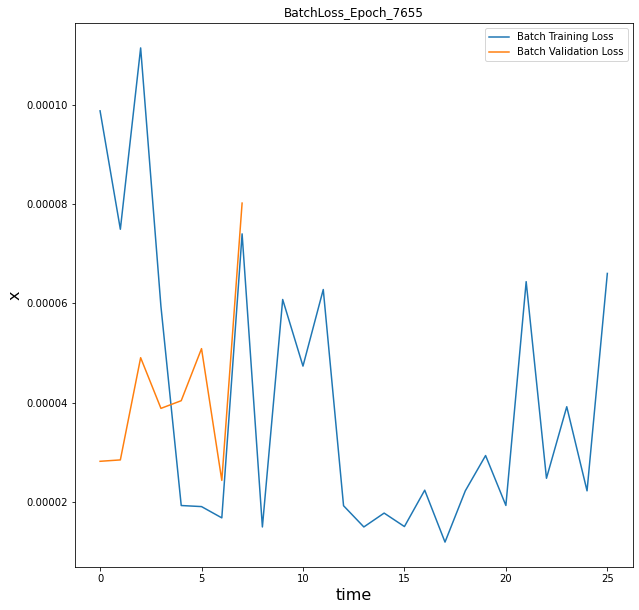 BatchLoss_Epoch_7655
Batch Training Loss
Batch Validation Loss
0.00010
0.00008
0.00006
0.00004
0.00002
x
0 5 10 15 20 25
time